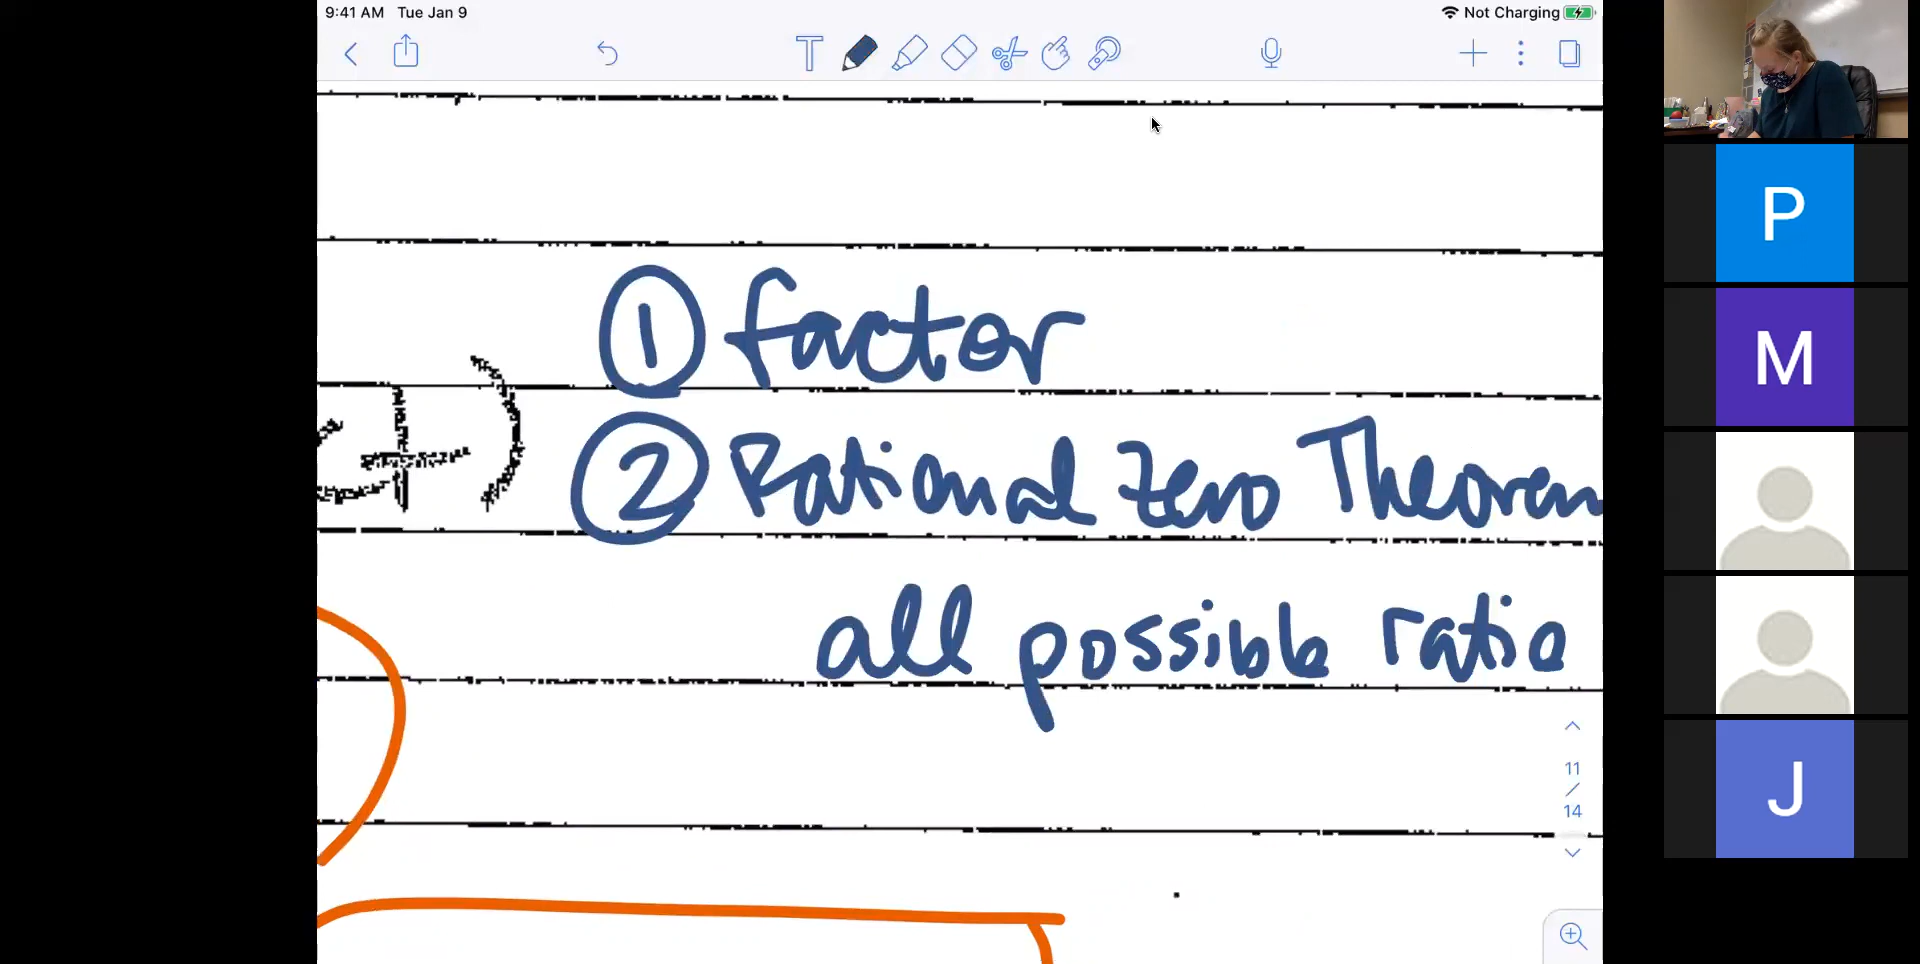 9:41 AM Tue Jan 9
Not Charging
T
① factor
② Rational Zero Theorem
all possible ratio
11
/
14
P
M
J